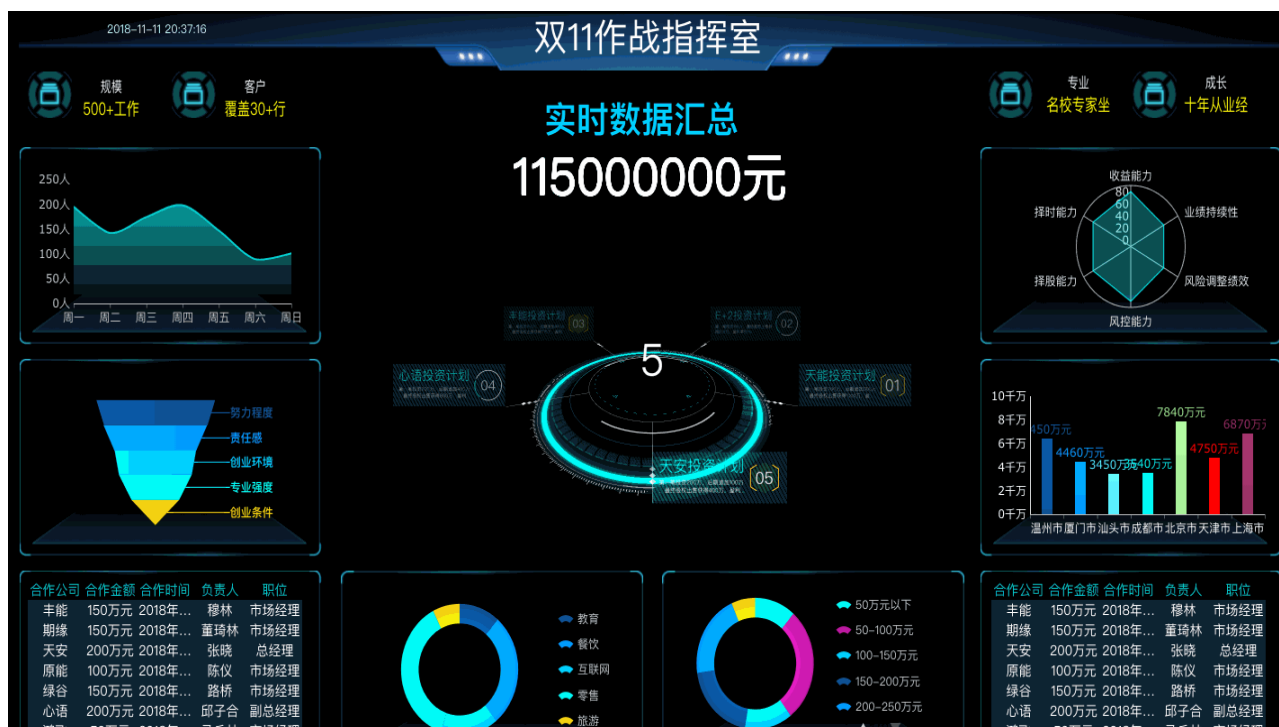 2018-11-11 20:37:16
双11作战指挥室
规模
500+工作
客户
覆盖30+行
专业
名校专家坐
成长
十年从业经
实时数据汇总
115000000元
250人
200人
150人
100人
50人
0人
周一 周二 周三 周四 周五 周六 周日
收益能力
业绩持续性
风险调整绩效
风控能力
择股能力
择时能力
80
60
40
20
0
丰能投资计划 03
E+2投资计划 02
心语投资计划 04
天能投资计划 01
5
天安投资计划 05
努力程度
责任感
创业环境
专业强度
创业条件
10千万
8千万
6千万
4千万
2千万
0千万
450万元
4460万元
3450万元
3540万元
7840万元
4750万元
6870万
温州市 厦门市 汕头市 成都市 北京市 天津市 上海市
合作公司 合作金额 合作时间 负责人 职位
丰能 150万元 2018年... 穆林 市场经理
期缘 150万元 2018年... 董琦林 市场经理
天安 200万元 2018年... 张晓 总经理
原能 100万元 2018年... 陈仪 市场经理
绿谷 150万元 2018年... 路桥 市场经理
心语 200万元 2018年... 邱子合 副总经理
教育
餐饮
互联网
零售
旅游
50万元以下
50-100万元
100-150万元
150-200万元
200-250万元
合作公司 合作金额 合作时间 负责人 职位
丰能 150万元 2018年... 穆林 市场经理
期缘 150万元 2018年... 董琦林 市场经理
天安 200万元 2018年... 张晓 总经理
原能 100万元 2018年... 陈仪 市场经理
绿谷 150万元 2018年... 路桥 市场经理
心语 200万元 2018年... 邱子合 副总经理